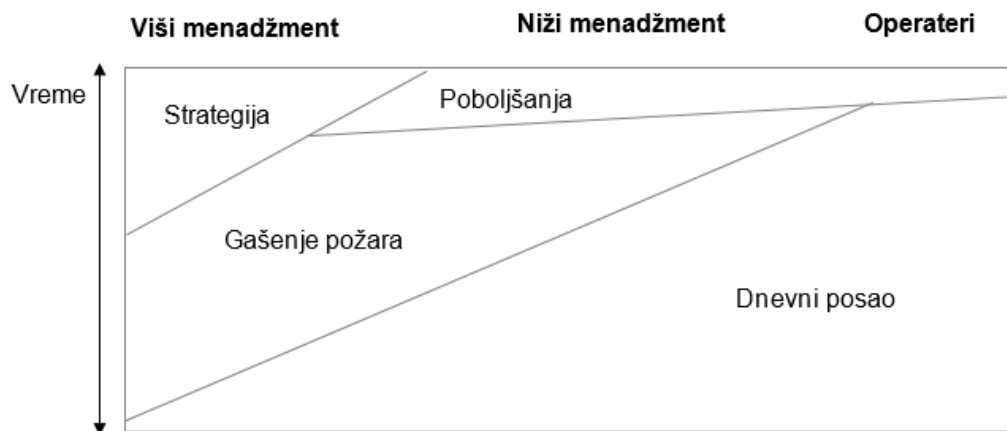 Viši menadžment
Niži menadžment
Operateri
Vreme
Strategija
Poboljšanja
Gašenje požara
Dnevni posao